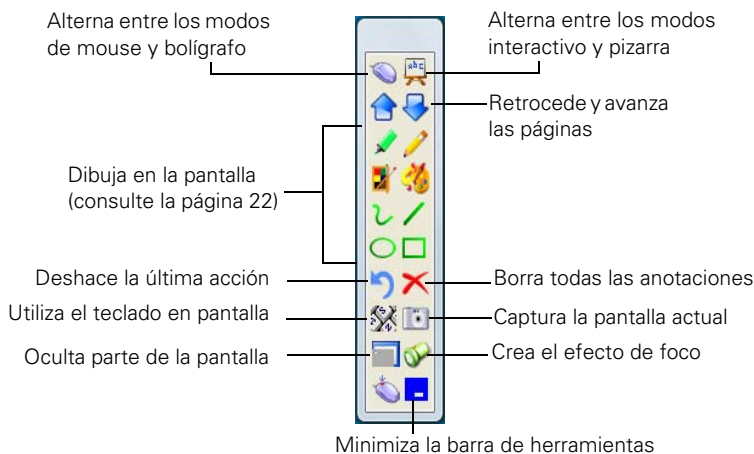 Alterna entre los modos
de mouse y bolígrafo
Alterna entre los modos
interactivo y pizarra
Retrocede y avanza
las páginas
Dibuja en la pantalla
(consulte la página 22)
Deshace la última acción
Borra todas las anotaciones
Utiliza el teclado en pantalla
Captura la pantalla actual
Oculta parte de la pantalla
Crea el efecto de foco
Minimiza la barra de herramientas